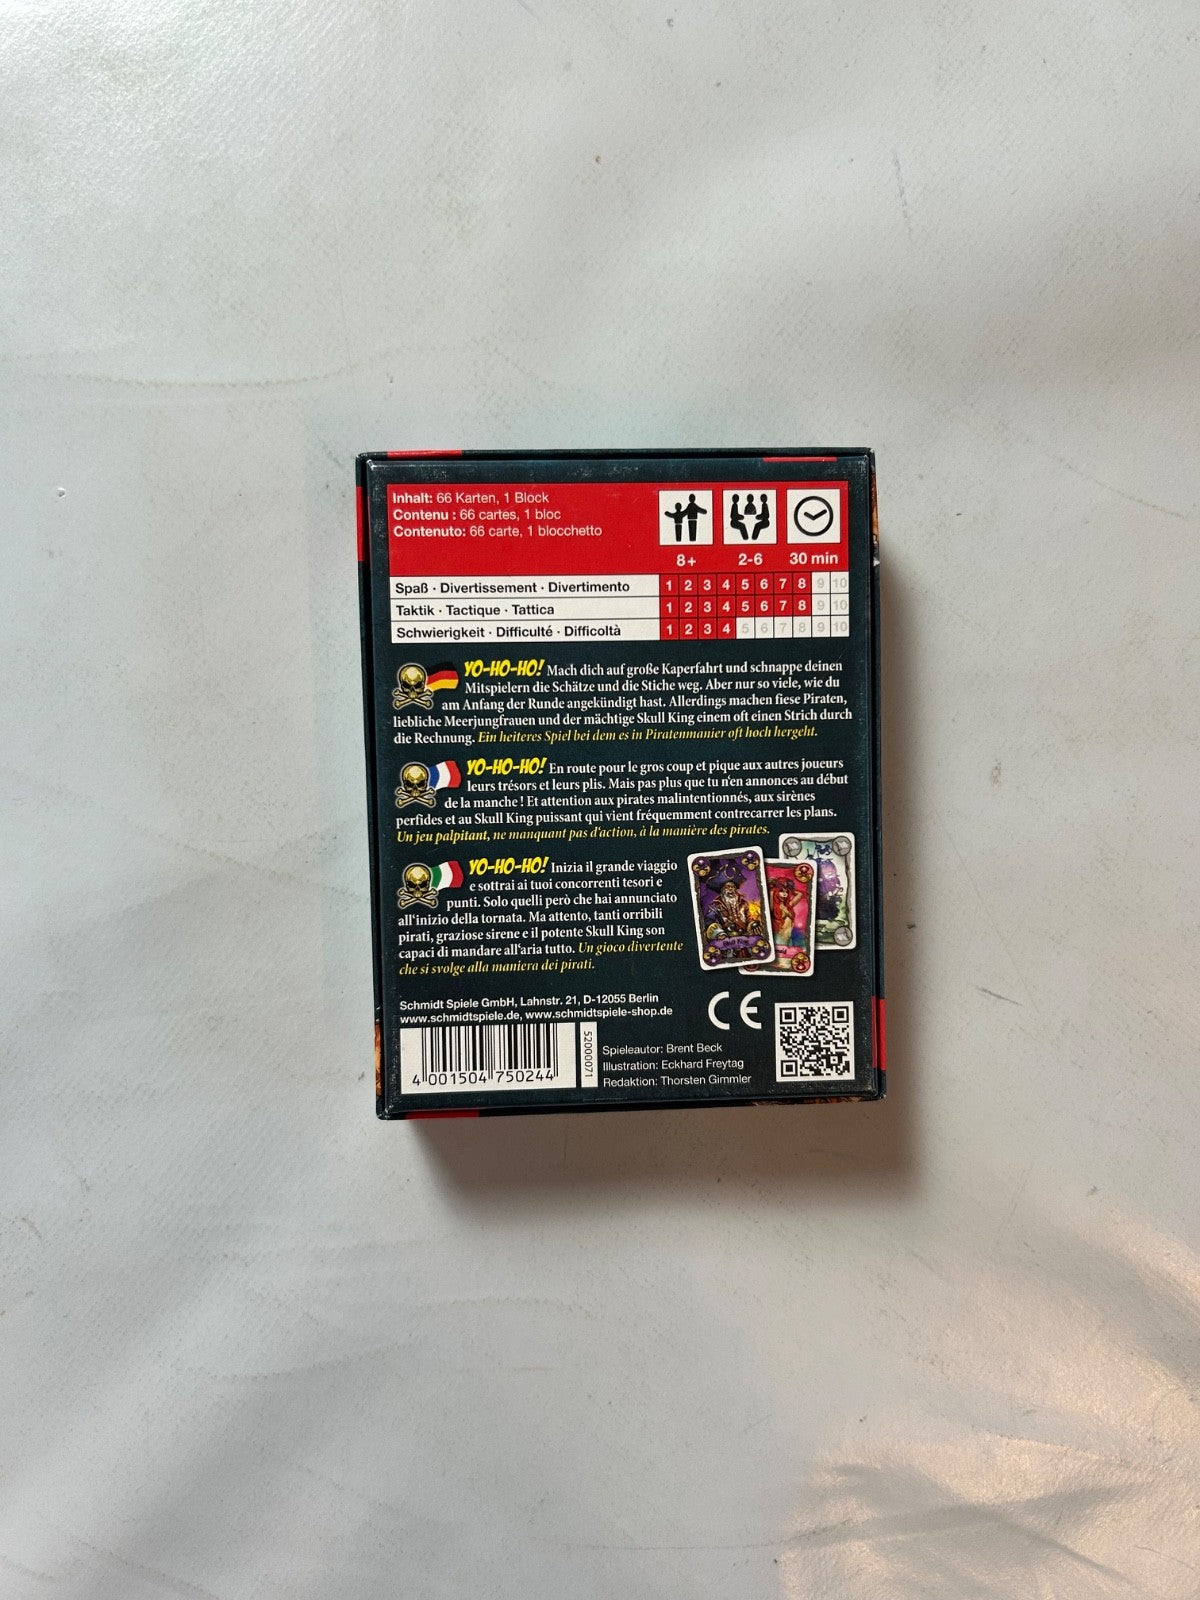 Inhalt: 66 Karten, 1 Block
Contenu : 66 cartes, 1 bloc
Contenuto: 66 carte, 1 blocchetto
8+ 2-6 30 min
Spaß · Divertissement · Divertimento 1 2 3 4 5 6 7 8 9 10
Taktik · Tactique · Tattica 1 2 3 4 5 6 7 8 9 10
Schwierigkeit · Difficulté · Difficoltà 1 2 3 4 5 6 7 8 9 10
YO-HO-HO! Mach dich auf große Kaperfahrt und schnappe deinen
Mitspielern die Schätze und die Stiche weg. Aber nur so viele, wie du
am Anfang der Runde angekündigt hast. Allerdings machen fiese Piraten,
liebliche Meerjungfrauen und der mächtige Skull King einem oft einen Strich durch
die Rechnung. Ein heiteres Spiel bei dem es in Piratenmanier oft hoch hergeht.
YO-HO-HO! En route pour le gros coup et pique aux autres joueurs
leurs trésors et leurs plis. Mais pas plus que tu n'en annonces au début
de la manche ! Et attention aux pirates malintentionnés, aux sirènes
perfides et au Skull King puissant qui vient fréquemment contrecarrer les plans.
Un jeu palpitant, ne manquant pas d'action, à la manière des pirates.
YO-HO-HO! Inizia il grande viaggio
e sottrai ai tuoi concorrenti tesori e
punti. Solo quelli però che hai annunciato
all'inizio della tornata. Ma attento, tanti orribili
pirati, graziose sirene e il potente Skull King son
capaci di mandare all'aria tutto. Un gioco divertente
che si svolge alla maniera dei pirati.
Skull King
Schmidt Spiele GmbH, Lahnstr. 21, D-12055 Berlin
www.schmidtspiele.de, www.schmidtspiele-shop.de
CE
4 001504 750244
52000071
Spieleautor: Brent Beck
Illustration: Eckhard Freytag
Redaktion: Thorsten Gimmler